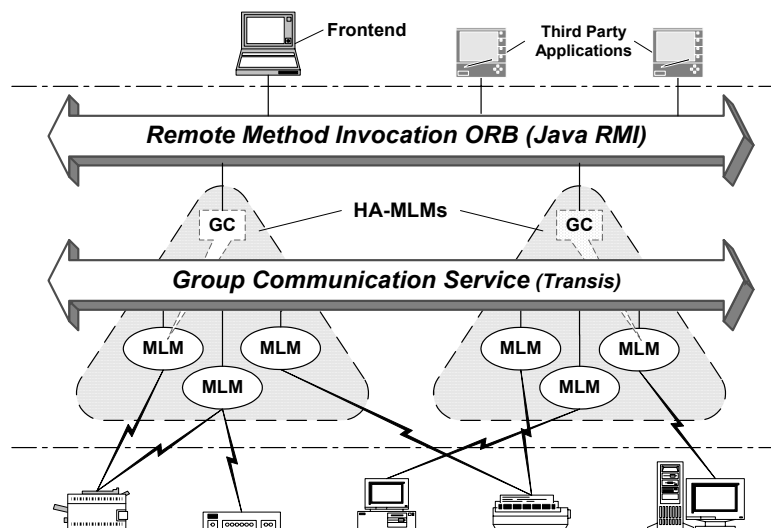 Frontend
Third Party
Applications
Remote Method Invocation ORB (Java RMI)
HA-MLMs
GC
GC
Group Communication Service (Transis)
MLM
MLM
MLM
MLM
MLM
MLM